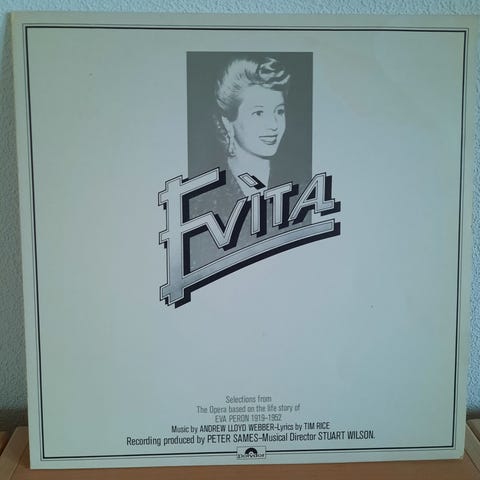 EVITA
Selections from
The Opera based on the life story of
EVA PERON 1919-1952
Music by ANDREW LLOYD WEBBER-Lyrics by TIM RICE
Recording produced by PETER SAMES-Musical Director STUART WILSON.
Polydor